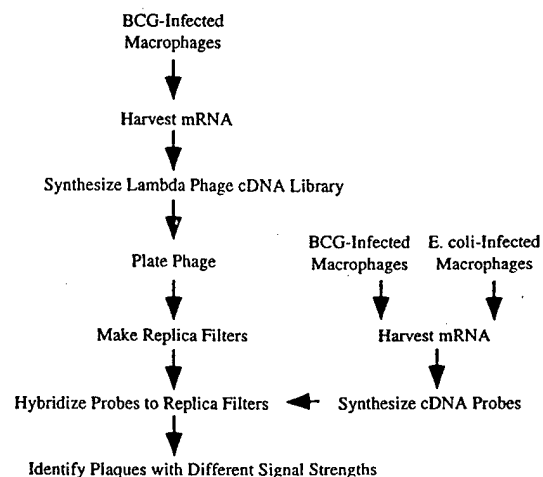 BCG-Infected
Macrophages
Harvest mRNA
Synthesize Lambda Phage cDNA Library
Plate Phage
Make Replica Filters
BCG-Infected
Macrophages
E. coli-Infected
Macrophages
Harvest mRNA
Synthesize cDNA Probes
Hybridize Probes to Replica Filters
Identify Plaques with Different Signal Strengths